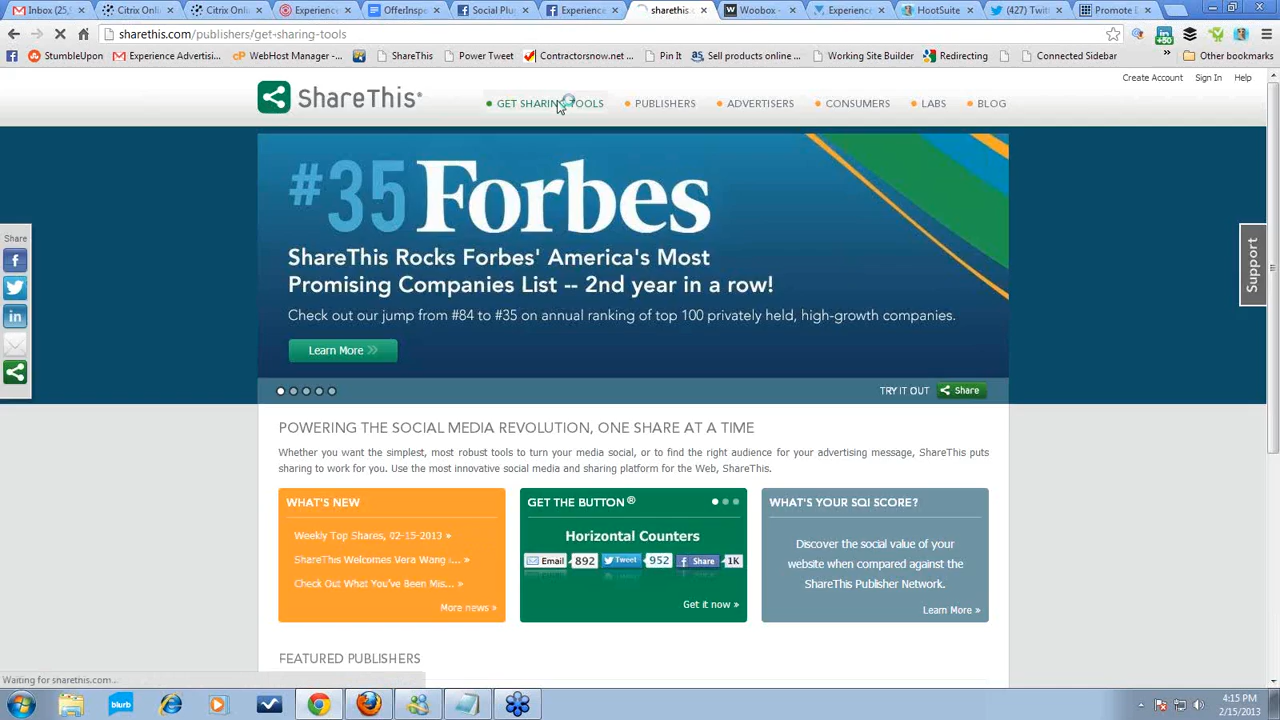 Inbox (31,
Citrix Onli
Citrix Onli
Experience
OfferInspe
Social Plu
Experience
sharethis.c
Woobox -
Experience
HootSuite
(427) Twit
Promote E
sharethis.com/publishers/get-sharing-tools
StumbleUpon
Experience Advertisi...
WebHost Manager -
ShareThis
Power Tweet
Contractorsnow.net ...
Pin It
Sell products online ...
Working Site Builder
Redirecting
Connected Sidebar
»
Other bookmarks
Create Account
Sign In
Help
ShareThis
GET SHARING TOOLS
PUBLISHERS
ADVERTISERS
CONSUMERS
LABS
BLOG
#35 Forbes
ShareThis Rocks Forbes' America's Most
Promising Companies List -- 2nd year in a row!
Check out our jump from #84 to #35 on annual ranking of top 100 privately held, high-growth companies.
Learn More »
Share
Support
TRY IT OUT
Share
POWERING THE SOCIAL MEDIA REVOLUTION, ONE SHARE AT A TIME
Whether you want the simplest, most robust tools to turn your media social, or to find the right audience for your advertising message, ShareThis puts
sharing to work for you. Use the most innovative social media and sharing platform for the Web, ShareThis.
WHAT'S NEW
Weekly Top Shares, 02-15-2013 »
ShareThis Welcomes Vera Wang ... »
Check Out What You've Been Mis... »
More news »
GET THE BUTTON®
Horizontal Counters
Email 892 Tweet 952 Share 1K
Get it now »
WHAT'S YOUR SQI SCORE?
Discover the social value of your
website when compared against the
ShareThis Publisher Network.
Learn More »
FEATURED PUBLISHERS
Waiting for sharethis.com...
blurb
4:15 PM
2/15/2013